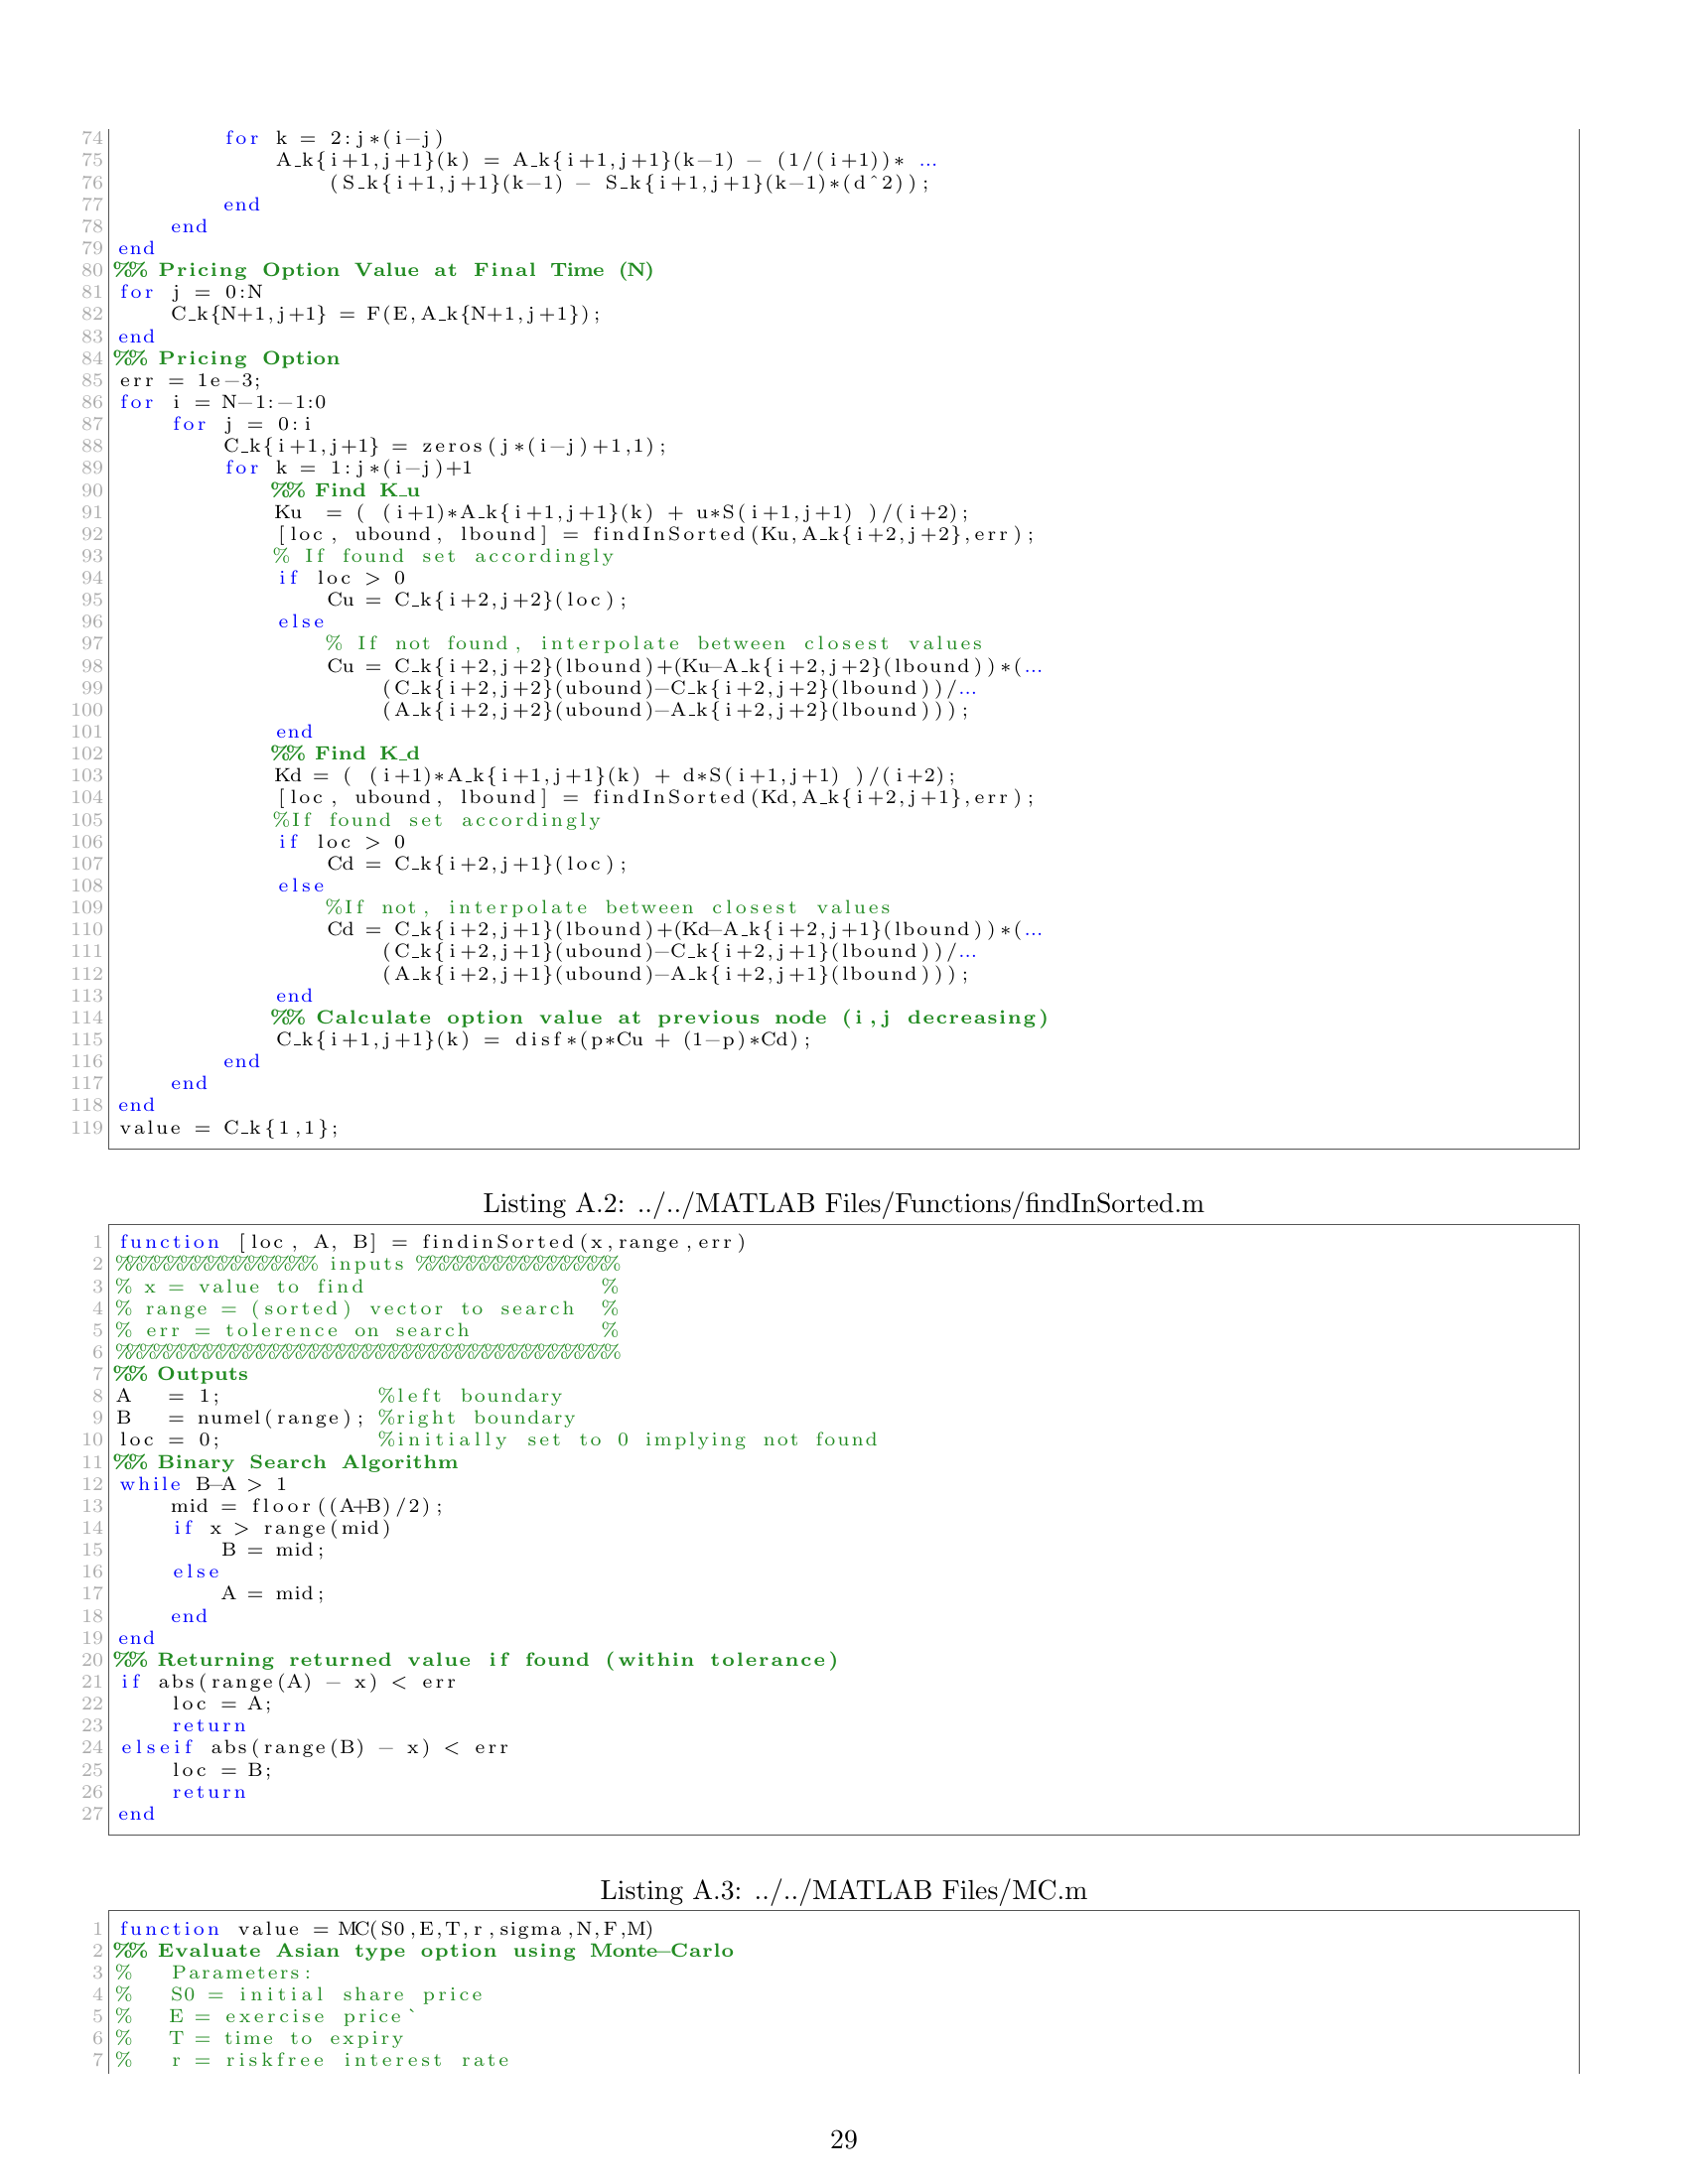 74 for k = 2:j*(i-j)
75 A_k{i+1,j+1}(k) = A_k{i+1,j+1}(k-1) - (1/(i+1))* ...
76 (S_k{i+1,j+1}(k-1) - S_k{i+1,j+1}(k-1)*(d^2));
77 end
78 end
79 end
80 %% Pricing Option Value at Final Time (N)
81 for j = 0:N
82 C_k{N+1,j+1} = F(E,A_k{N+1,j+1});
83 end
84 %% Pricing Option
85 err = 1e-3;
86 for i = N-1:-1:0
87 for j = 0:i
88 C_k{i+1,j+1} = zeros(j*(i-j)+1,1);
89 for k = 1:j*(i-j)+1
90 %% Find K_u
91 Ku = ( (i+1)*A_k{i+1,j+1}(k) + u*S(i+1,j+1) )/(i+2);
92 [loc, ubound, lbound] = findInSorted(Ku,A_k{i+2,j+2},err);
93 % If found set accordingly
94 if loc > 0
95 Cu = C_k{i+2,j+2}(loc);
96 else
97 % If not found, interpolate between closest values
98 Cu = C_k{i+2,j+2}(lbound)+(Ku-A_k{i+2,j+2}(lbound))*(...
99 (C_k{i+2,j+2}(ubound)-C_k{i+2,j+2}(lbound))/...
100 (A_k{i+2,j+2}(ubound)-A_k{i+2,j+2}(lbound)));
101 end
102 %% Find K_d
103 Kd = ( (i+1)*A_k{i+1,j+1}(k) + d*S(i+1,j+1) )/(i+2);
104 [loc, ubound, lbound] = findInSorted(Kd,A_k{i+2,j+1},err);
105 %If found set accordingly
106 if loc > 0
107 Cd = C_k{i+2,j+1}(loc);
108 else
109 %If not, interpolate between closest values
110 Cd = C_k{i+2,j+1}(lbound)+(Kd-A_k{i+2,j+1}(lbound))*(...
111 (C_k{i+2,j+1}(ubound)-C_k{i+2,j+1}(lbound))/...
112 (A_k{i+2,j+1}(ubound)-A_k{i+2,j+1}(lbound)));
113 end
114 %% Calculate option value at previous node (i,j decreasing)
115 C_k{i+1,j+1}(k) = disf*(p*Cu + (1-p)*Cd);
116 end
117 end
118 end
119 value = C_k{1,1};
Listing A.2: ../../MATLAB Files/Functions/findInSorted.m
1 function [loc, A, B] = findinSorted(x,range,err)
2 %%%%%%%%%%%%%%% inputs %%%%%%%%%%%%%%%
3 % x = value to find %
4 % range = (sorted) vector to search %
5 % err = tolerence on search %
6 %%%%%%%%%%%%%%%%%%%%%%%%%%%%%%%%%%%%%%
7 %% Outputs
8 A = 1; %left boundary
9 B = numel(range); %right boundary
10 loc = 0; %initially set to 0 implying not found
11 %% Binary Search Algorithm
12 while B-A > 1
13 mid = floor((A+B)/2);
14 if x > range(mid)
15 B = mid;
16 else
17 A = mid;
18 end
19 end
20 %% Returning returned value if found (within tolerance)
21 if abs(range(A) - x) < err
22 loc = A;
23 return
24 elseif abs(range(B) - x) < err
25 loc = B;
26 return
27 end
Listing A.3: ../../MATLAB Files/MC.m
1 function value = MC(S0,E,T,r,sigma,N,F,M)
2 %% Evaluate Asian type option using Monte-Carlo
3 % Parameters:
4 % S0 = initial share price
5 % E = exercise price`
6 % T = time to expiry
7 % r = riskfree interest rate
29